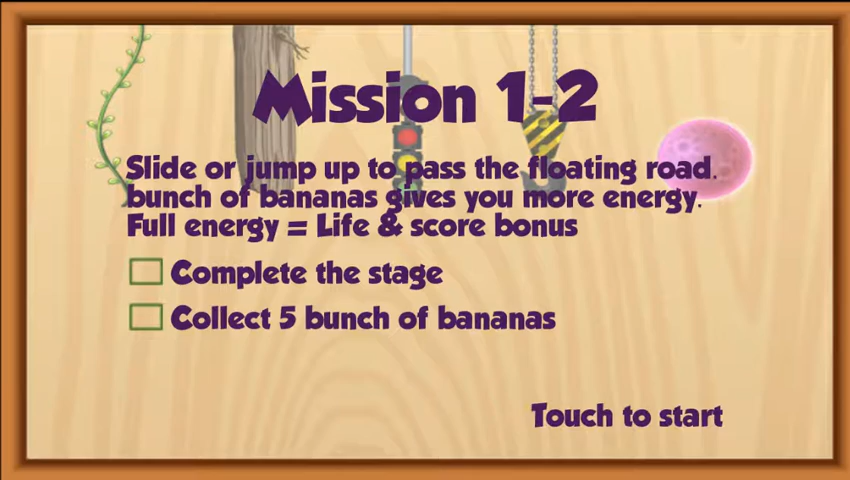 Mission 1-2
Slide or jump up to pass the floating road.
bunch of bananas gives you more energy.
Full energy = Life & score bonus
Complete the stage
Collect 5 bunch of bananas
Touch to start